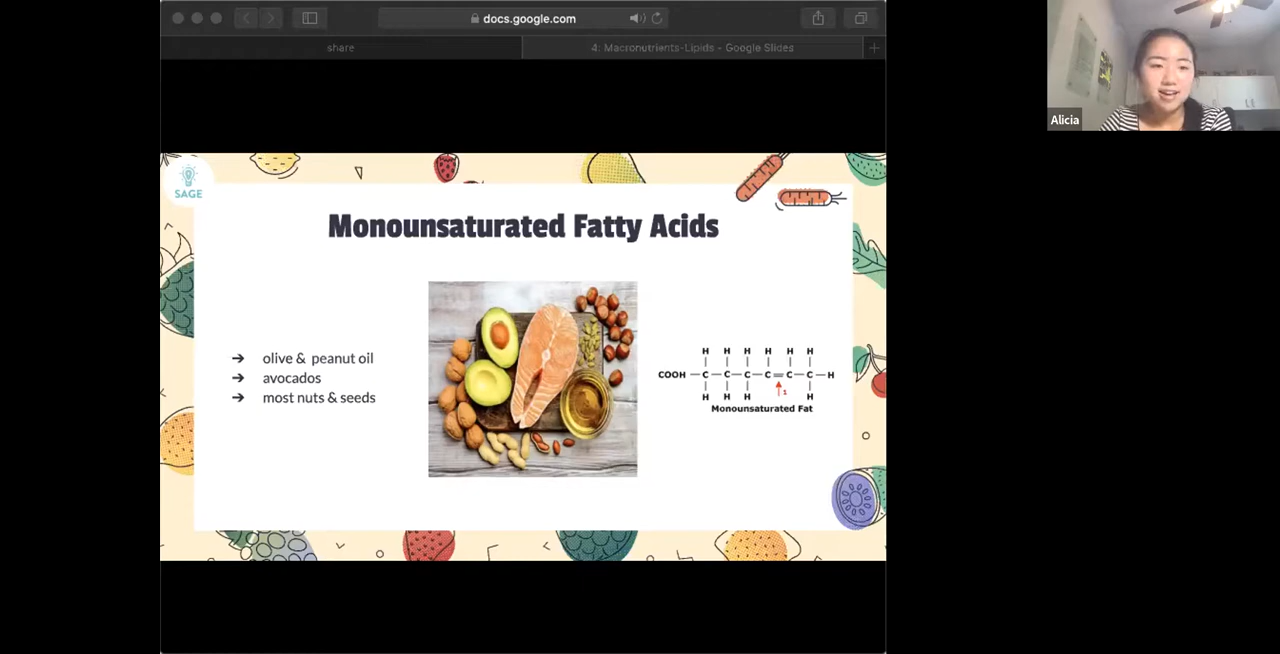 docs.google.com
share
4: Macronutrients-Lipids - Google Slides
Alicia
SAGE
Monounsaturated Fatty Acids
→ olive & peanut oil
→ avocados
→ most nuts & seeds
H H H H H H
COOH — C — C — C — C = C — C — H
1
H H H H
Monounsaturated Fat